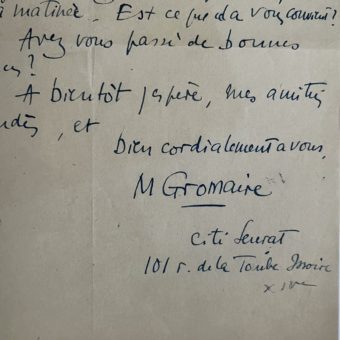 à matinée. Est ce que cela vous convient?
Avez vous passé de bonnes
es?
A bientôt j'espère, mes amitiés
et
bien cordialement a vous,
M Gromaire
Cité Seurat
101 r. de la Tombe Issoire
XIVe